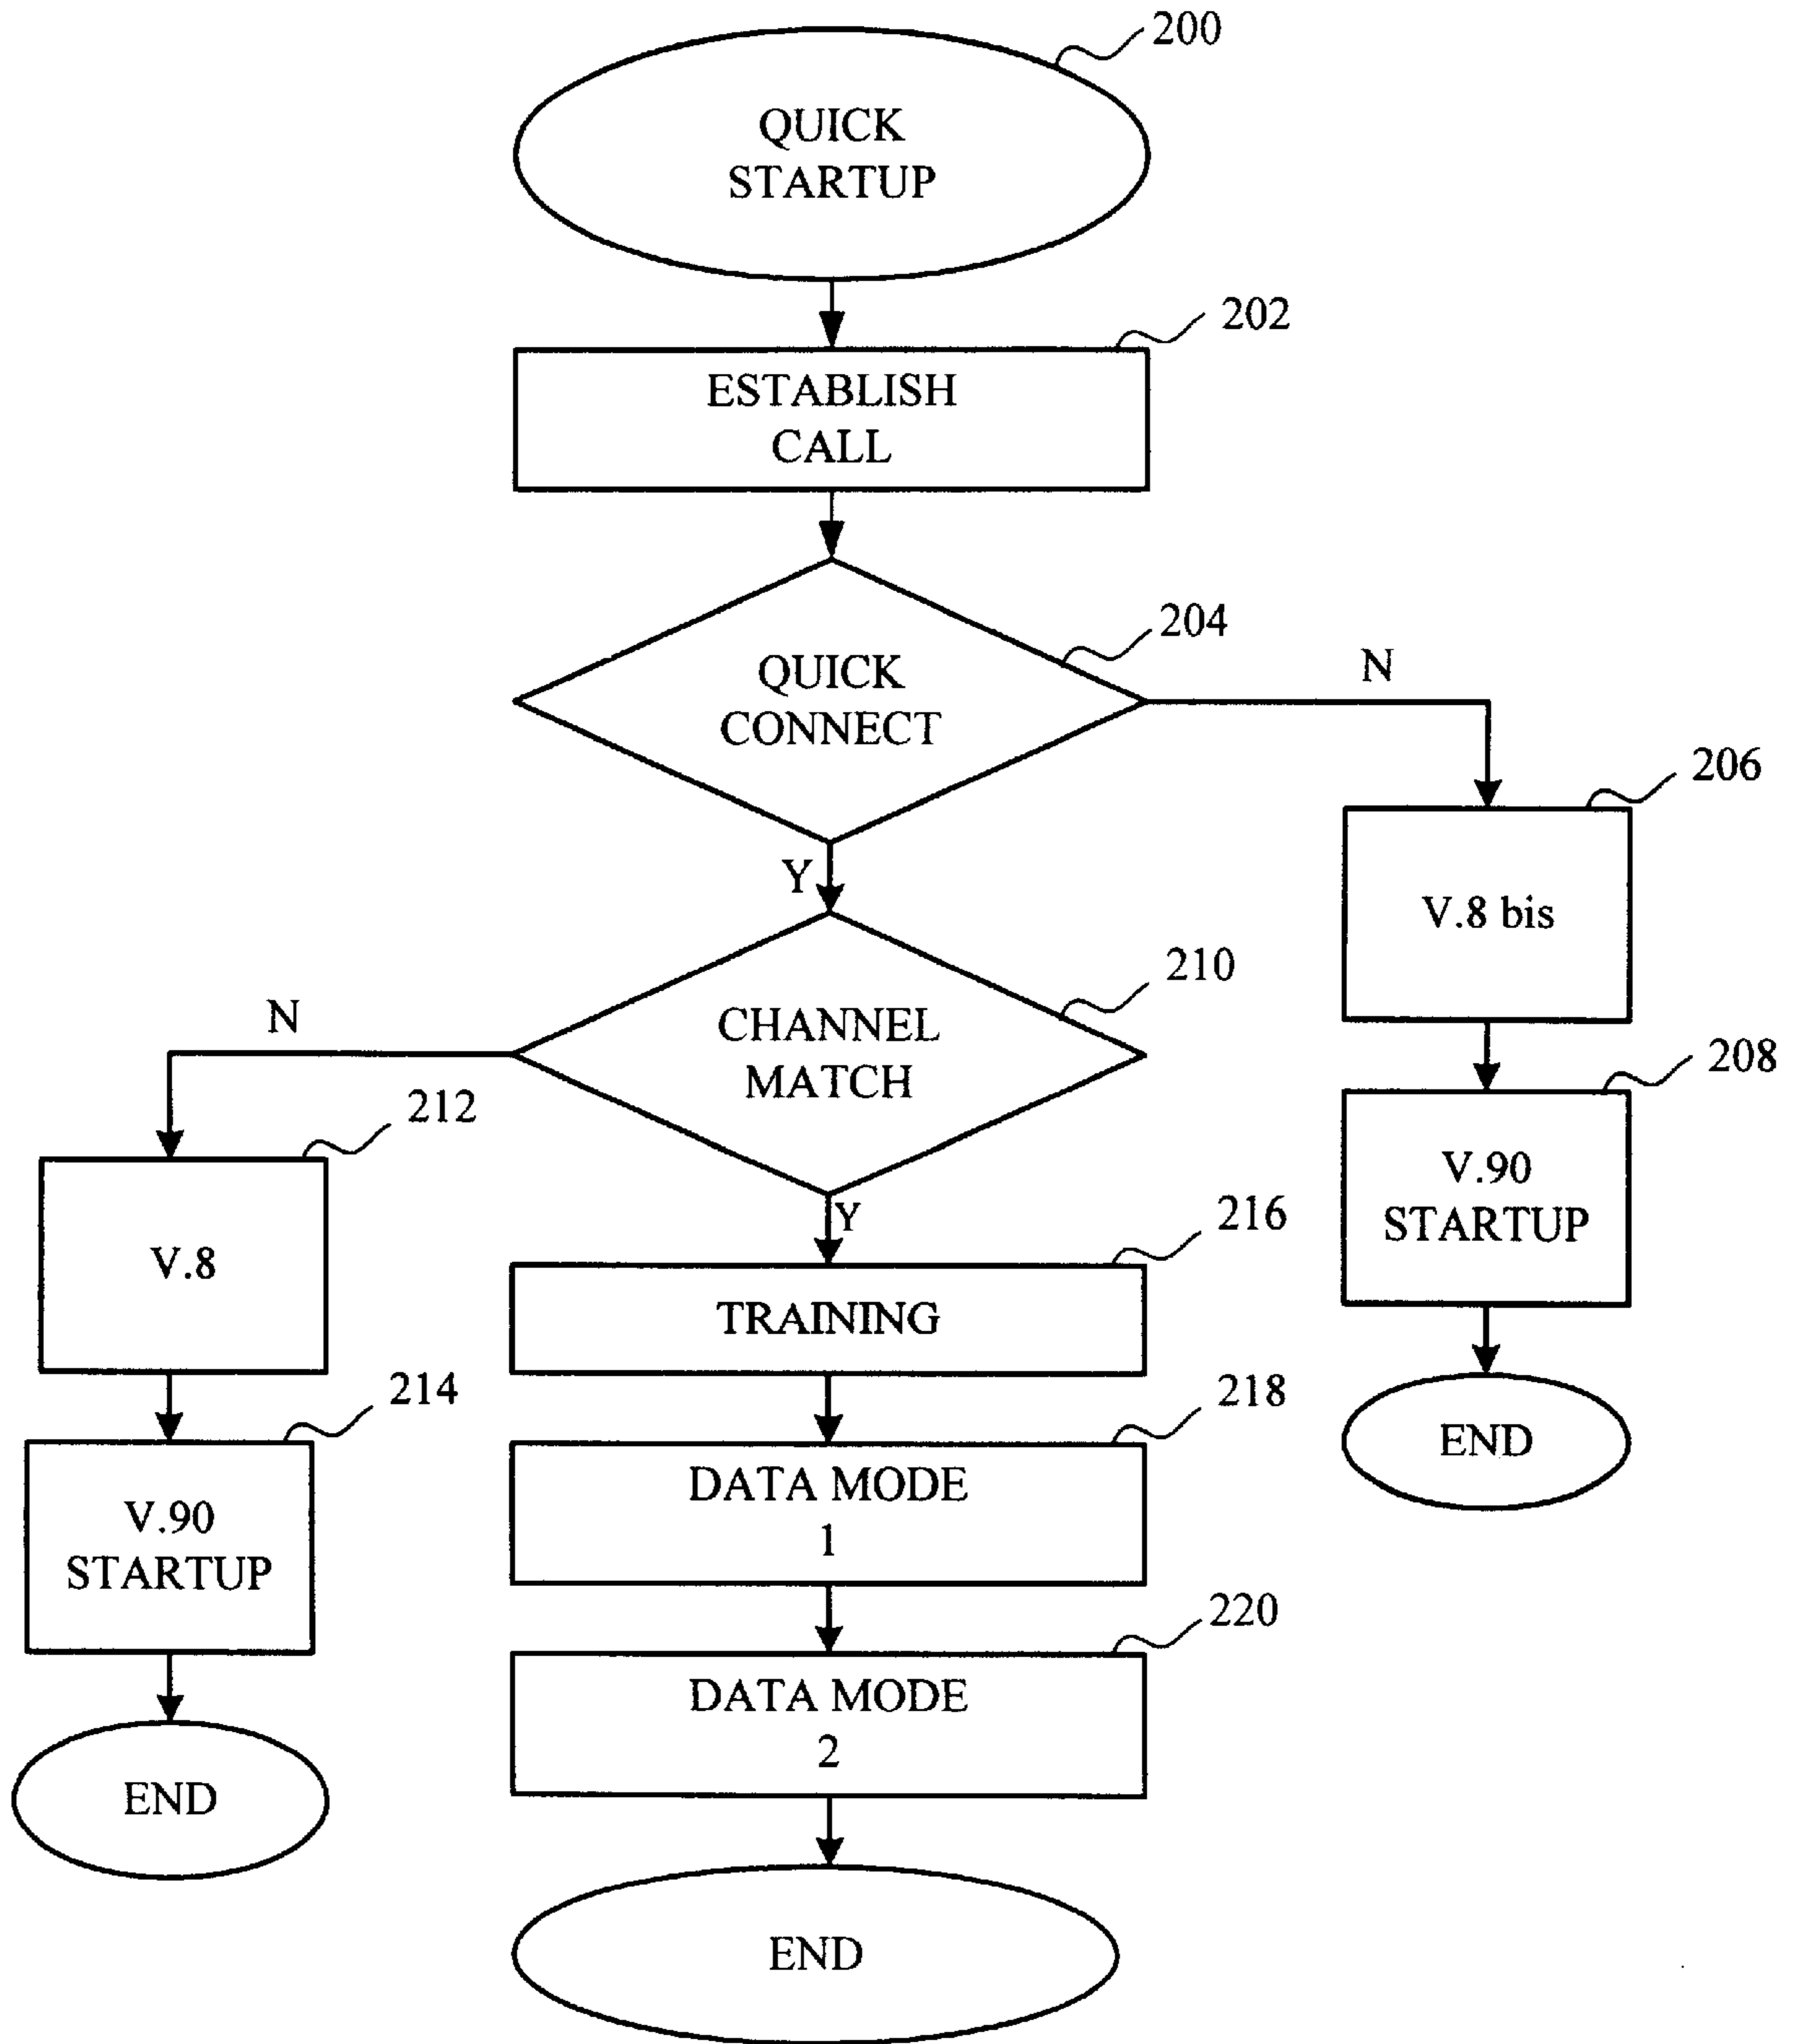 200
QUICK
STARTUP
202
ESTABLISH
CALL
204
QUICK
CONNECT
N
206
V.8 bis
Y
210
CHANNEL
MATCH
N
208
V.90
STARTUP
212
V.8
Y
216
TRAINING
END
214
V.90
STARTUP
218
DATA MODE
1
220
DATA MODE
2
END
END